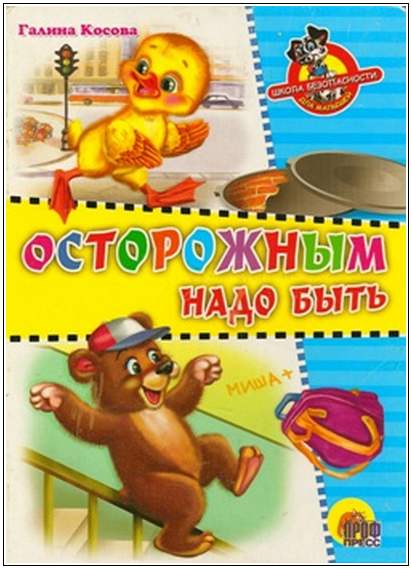 Галина Косова
ШКОЛА БЕЗОПАСНОСТИ
ДЛЯ МАЛЫШЕЙ
ОСТОРОЖНЫМ
НАДО БЫТЬ
МИША +
ПРОФ
ПРЕСС